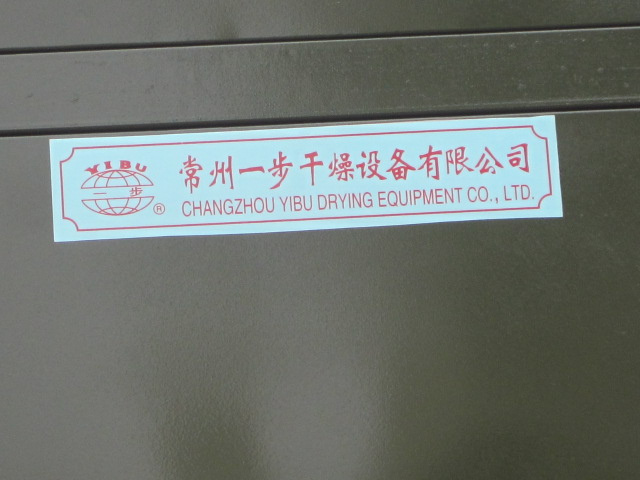 YIBU
一步
®
常州一步干燥设备有限公司
CHANGZHOU YIBU DRYING EQUIPMENT CO., LTD.